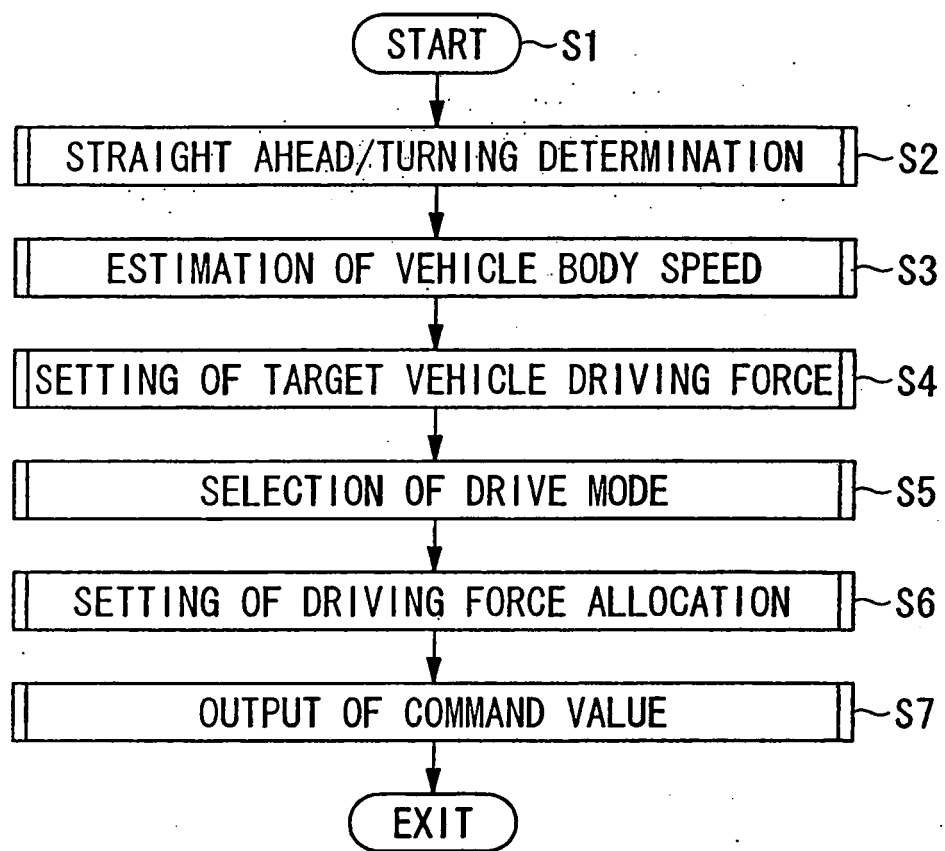 START ~S1
STRAIGHT AHEAD/TURNING DETERMINATION ~S2
ESTIMATION OF VEHICLE BODY SPEED ~S3
SETTING OF TARGET VEHICLE DRIVING FORCE ~S4
SELECTION OF DRIVE MODE ~S5
SETTING OF DRIVING FORCE ALLOCATION ~S6
OUTPUT OF COMMAND VALUE ~S7
EXIT